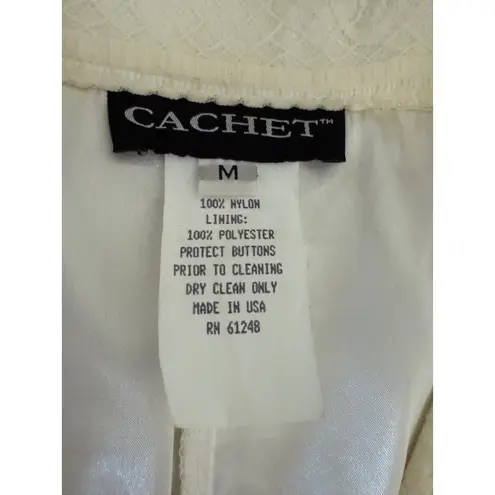 CACHET™
M
100% NYLON
LINING:
100% POLYESTER
PROTECT BUTTONS
PRIOR TO CLEANING
DRY CLEAN ONLY
MADE IN USA
RN 61248